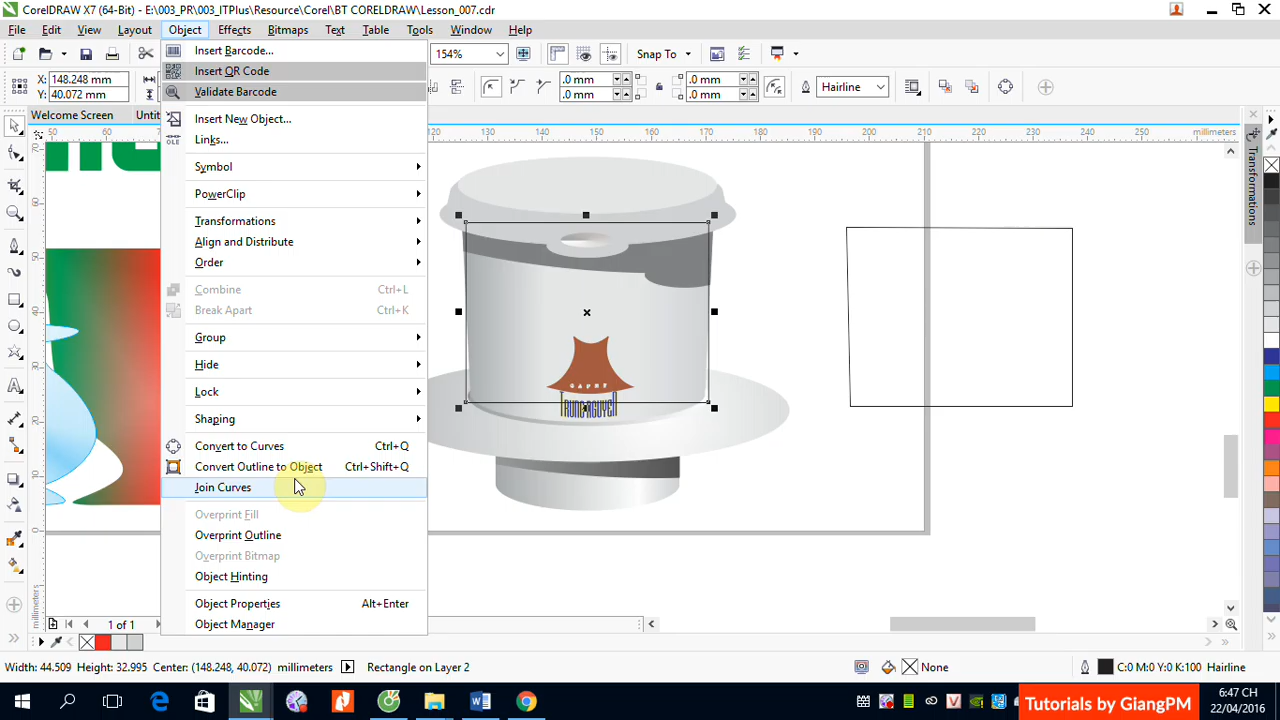 CorelDRAW X7 (64-Bit) - E:\003_PR\003_ITPlus\Resource\Corel\BT CORELDRAW\Lesson_007.cdr
File Edit View Layout Object Effects Bitmaps Text Table Tools Window Help
154% Snap To
X: 148.248 mm
Y: 40.072 mm
.0 mm .0 mm
.0 mm .0 mm
Hairline
Welcome Screen
50 60 70 120 130 140 150 160 170 180 190 200 210 220 230 millimeters
Insert Barcode...
Insert QR Code
Validate Barcode
Insert New Object...
Links...
Symbol
PowerClip
Transformations
Align and Distribute
Order
Combine Ctrl+L
Break Apart Ctrl+K
Group
Hide
Lock
Shaping
Convert to Curves Ctrl+Q
Convert Outline to Object Ctrl+Shift+Q
Join Curves
Overprint Fill
Overprint Outline
Overprint Bitmap
Object Hinting
Object Properties Alt+Enter
Object Manager
Transformations
millimeters
1 of 1
Width: 44.509 Height: 32.995 Center: (148.248, 40.072) millimeters
Rectangle on Layer 2
None
C:0 M:0 Y:0 K:100 Hairline
Tutorials by GiangPM
6:47 CH
22/04/2016